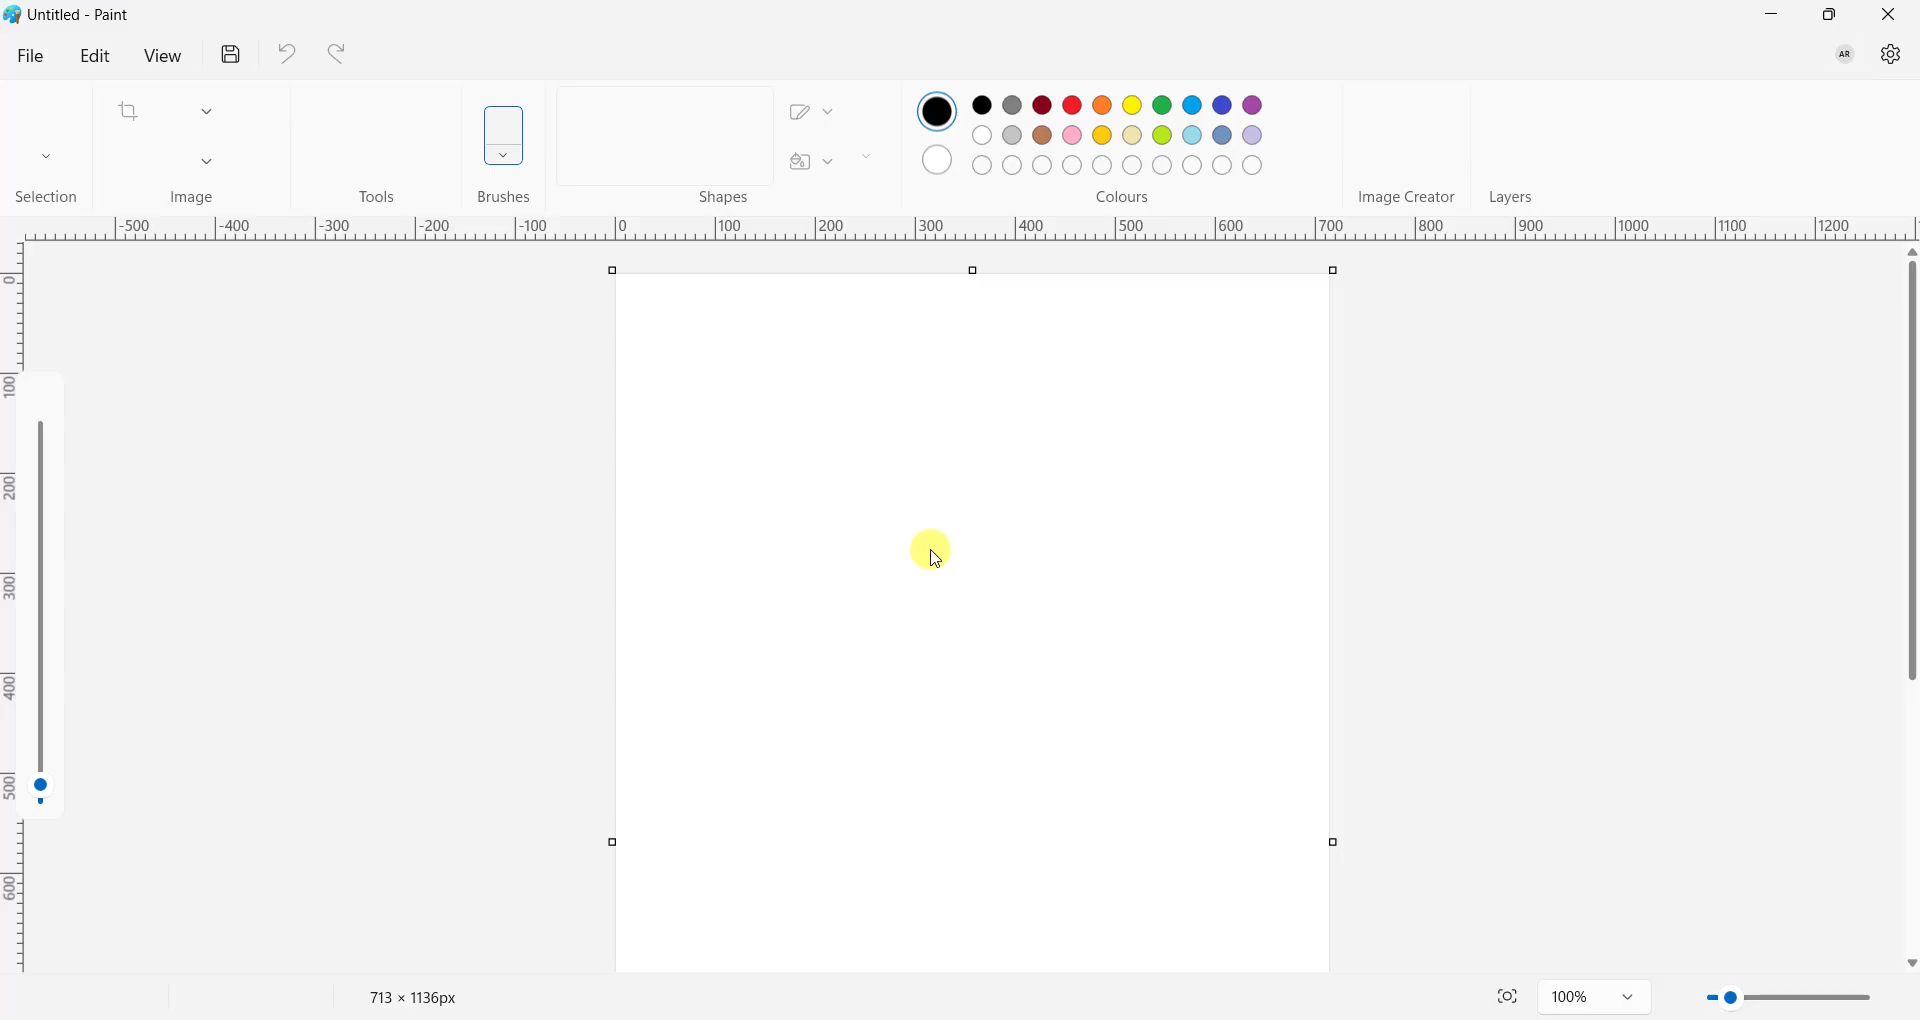 Untitled - Paint
File Edit View
AR
Selection Image Tools Brushes Shapes Colours Image Creator Layers
-500 -400 -300 -200 -100 0 100 200 300 400 500 600 700 800 900 1000 1100 1200
0
100
200
300
400
500
600
713 × 1136px
100%